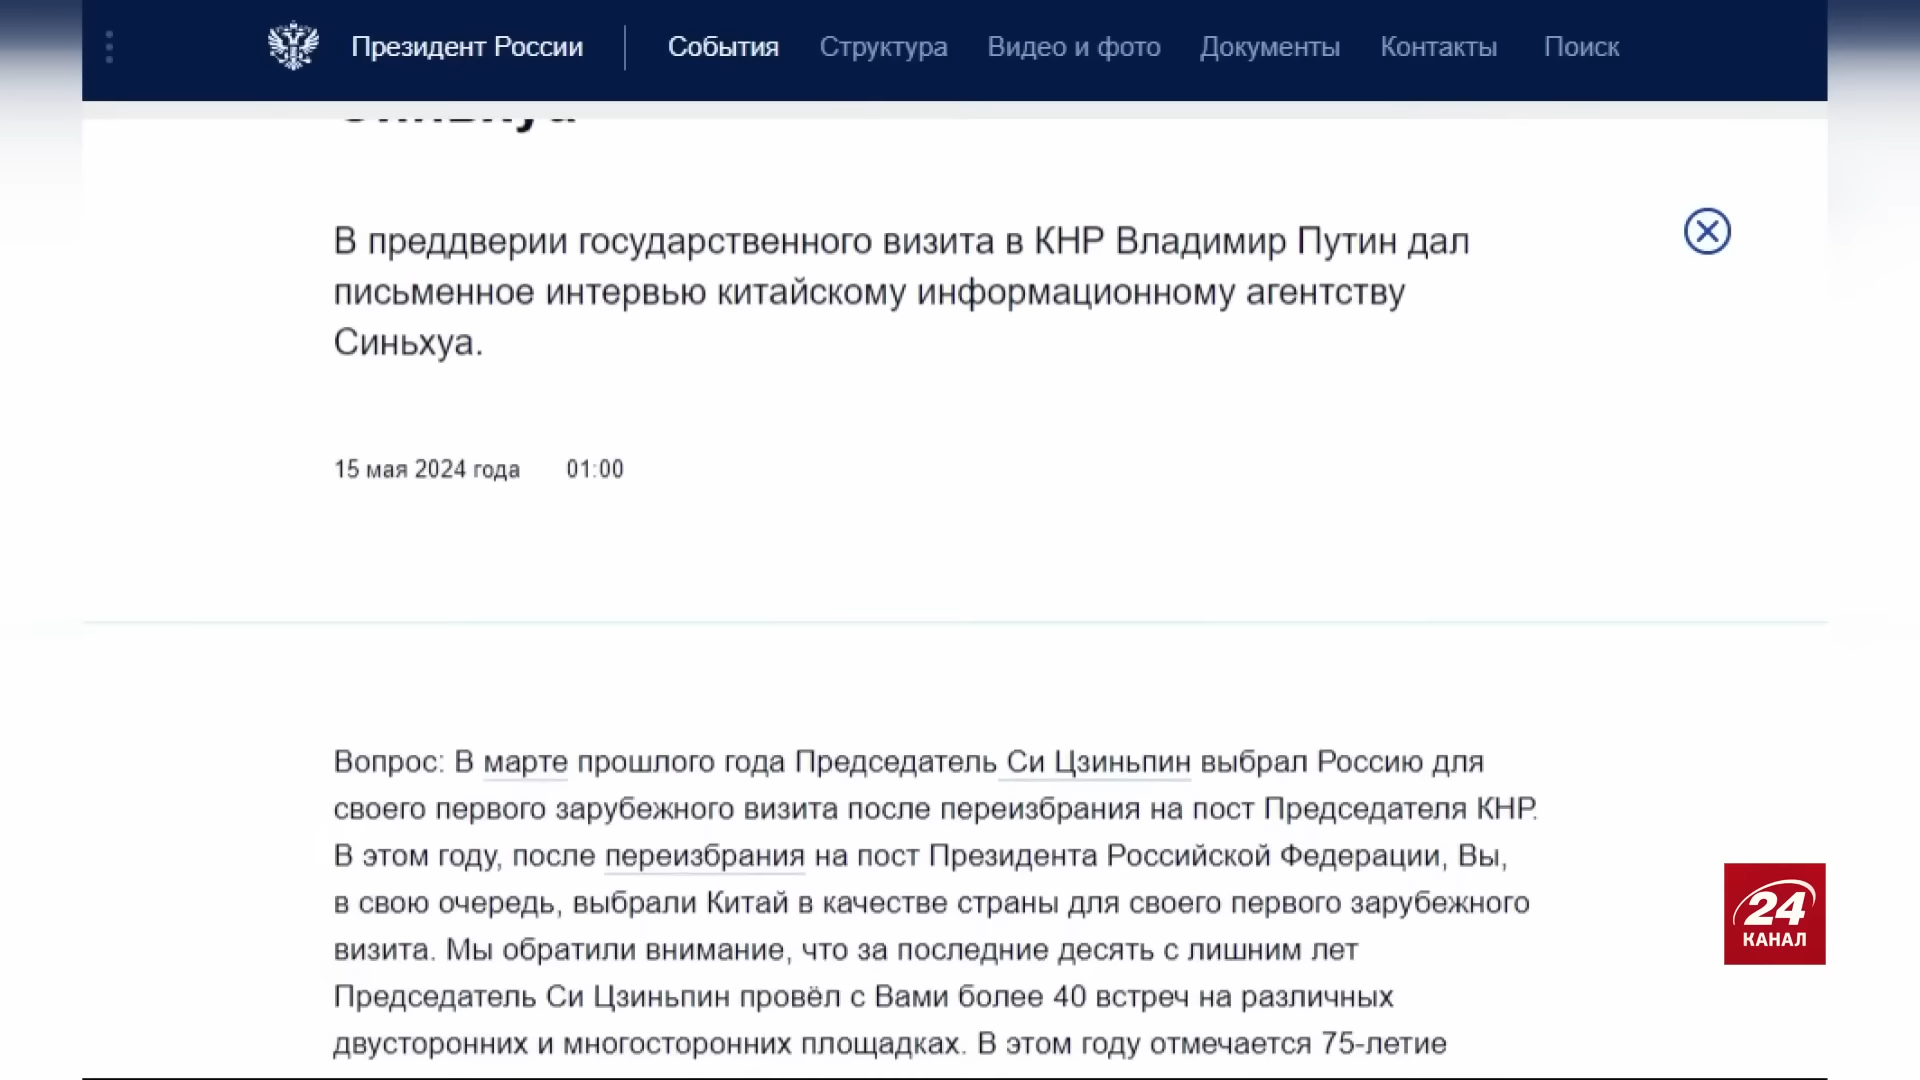 Президент России
События
Структура
Видео и фото
Документы
Контакты
Поиск
В преддверии государственного визита в КНР Владимир Путин дал
письменное интервью китайскому информационному агентству
Синьхуа.
15 мая 2024 года
01:00
Вопрос: В марте прошлого года Председатель Си Цзиньпин выбрал Россию для
своего первого зарубежного визита после переизбрания на пост Председателя КНР.
В этом году, после переизбрания на пост Президента Российской Федерации, Вы,
в свою очередь, выбрали Китай в качестве страны для своего первого зарубежного
визита. Мы обратили внимание, что за последние десять с лишним лет
Председатель Си Цзиньпин провёл с Вами более 40 встреч на различных
двусторонних и многосторонних площадках. В этом году отмечается 75-летие
24
КАНАЛ